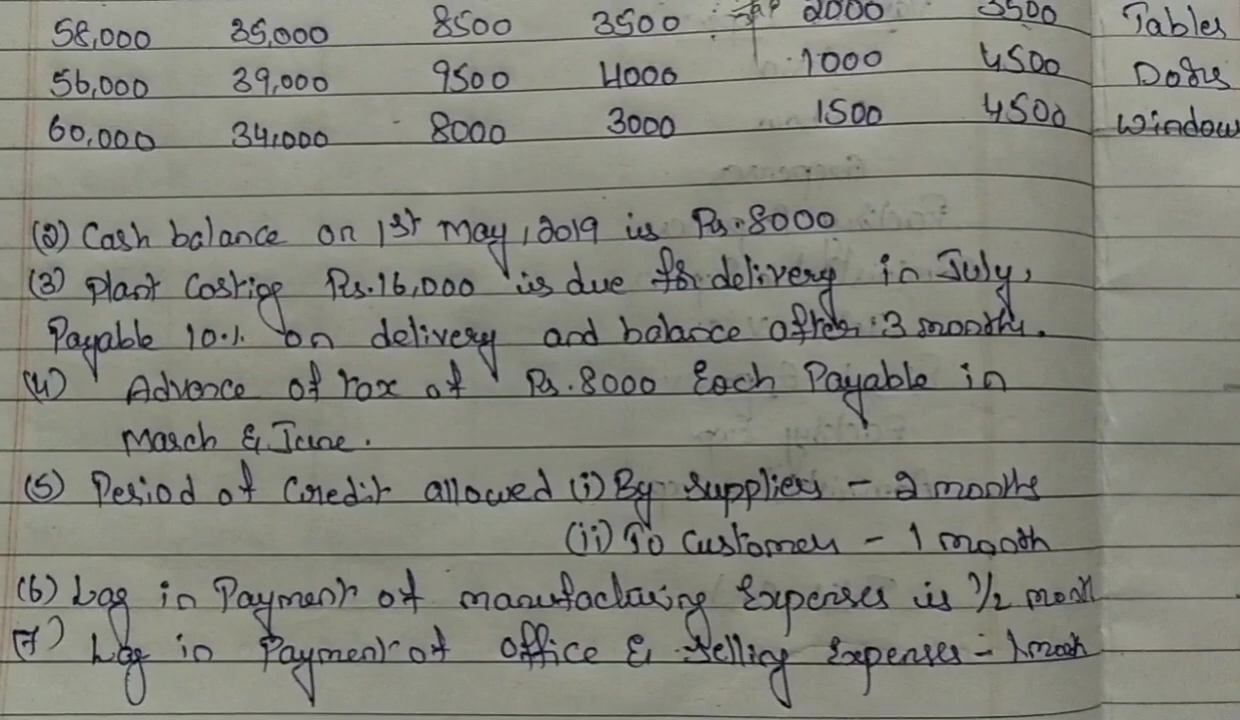 58,000 35,000 8500 3500 2000 3500 Tables
56,000 39,000 9500 4000 1000 4500 Doors
60,000 34,000 8000 3000 1500 4500 Window
(2) Cash balance on 1st May, 2019 is Rs.8000
(3) Plant Costing Rs.16,000 is due for delivery in July,
Payable 10% on delivery and balance after 3 months.
(4) Advance of Tax of Rs.8000 Each Payable in
March & June.
(5) Period of Credit allowed (i) By Suppliers - 2 months
(ii) To Customers - 1 month
(6) Lag in Payment of manufacturing Expenses is 1/2 month
(7) Lag in Payment of office & Selling Expenses - 1 month